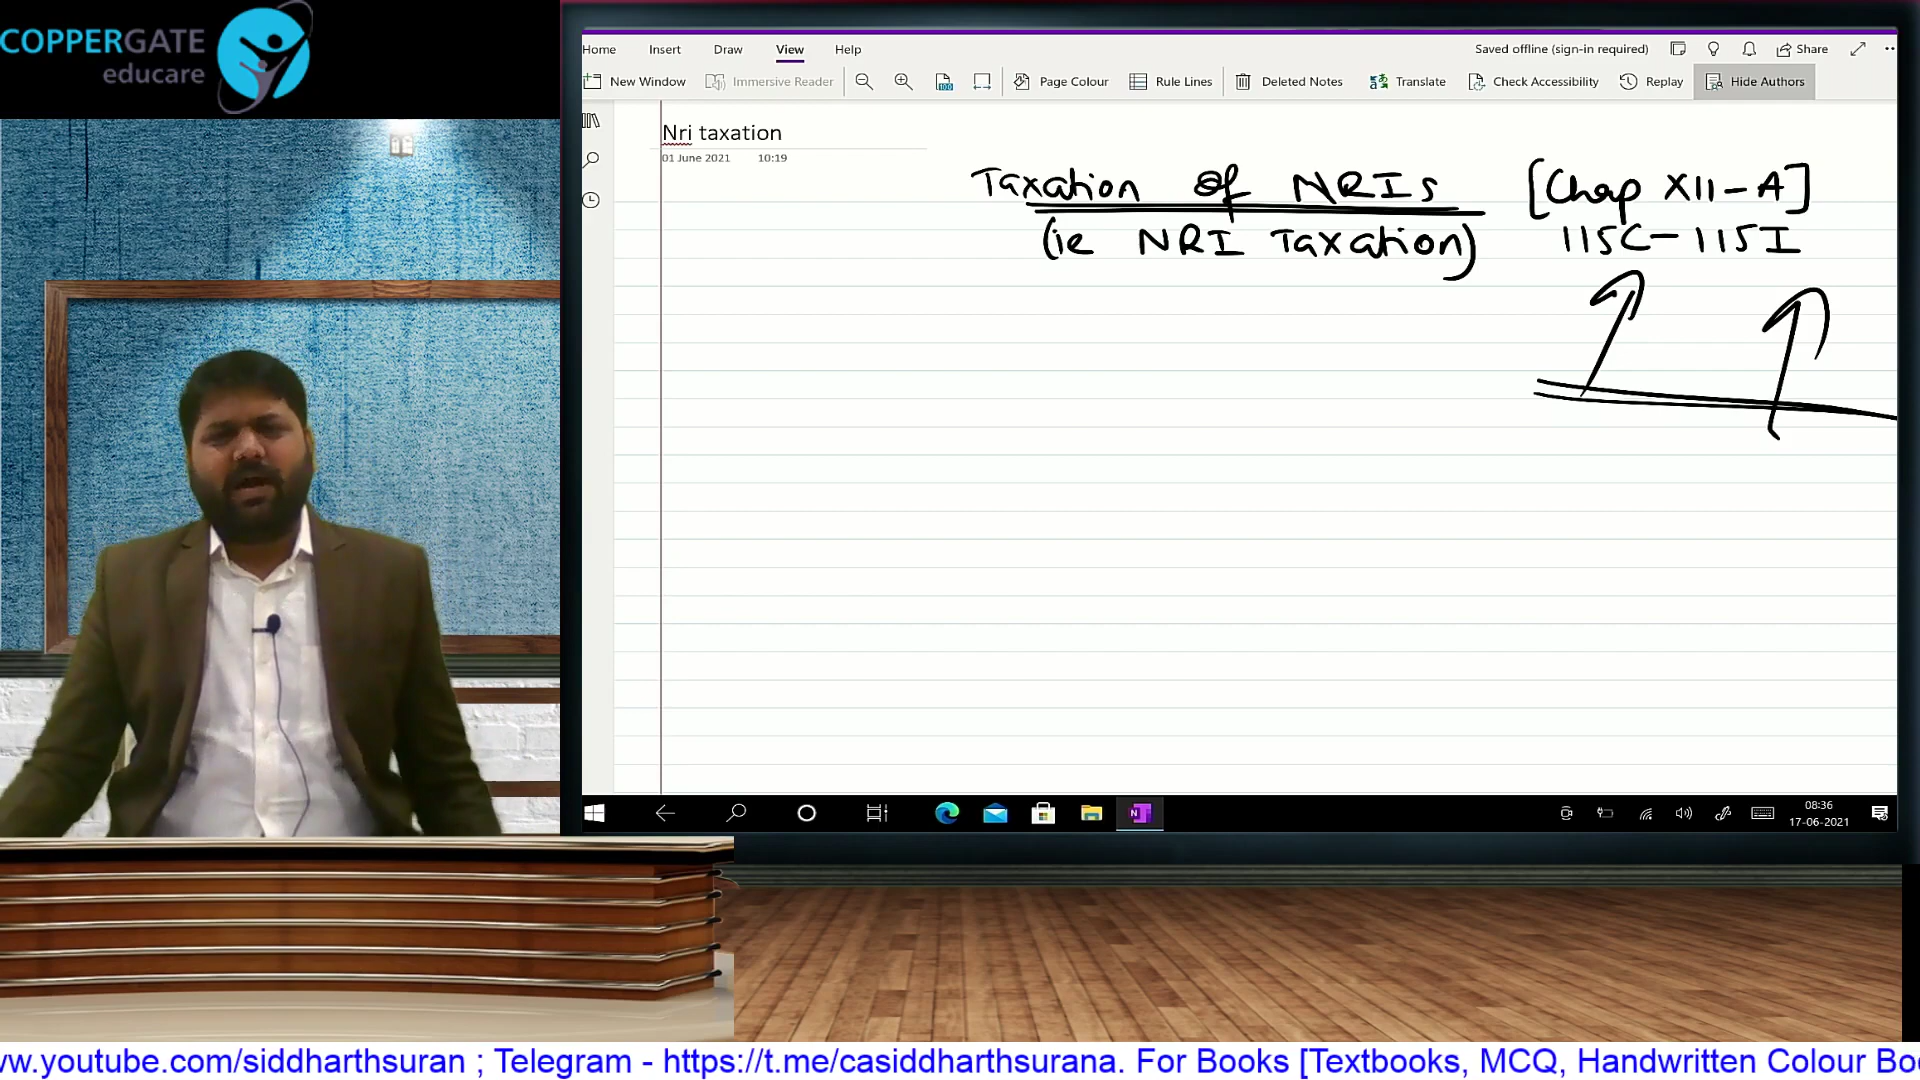 COPPERGATE
educare
Home Insert Draw View Help
Saved offline (sign-in required) Share
New Window Immersive Reader Page Colour Rule Lines Deleted Notes Translate Check Accessibility Replay Hide Authors
Nri taxation
01 June 2021 10:19
Taxation of NRIs [Chap XII-A]
(ie NRI Taxation) 115C-115I
08:36
17-06-2021
ww.youtube.com/siddharthsuran ; Telegram - https://t.me/casiddharthsurana. For Books [Textbooks, MCQ, Handwritten Colour Bo